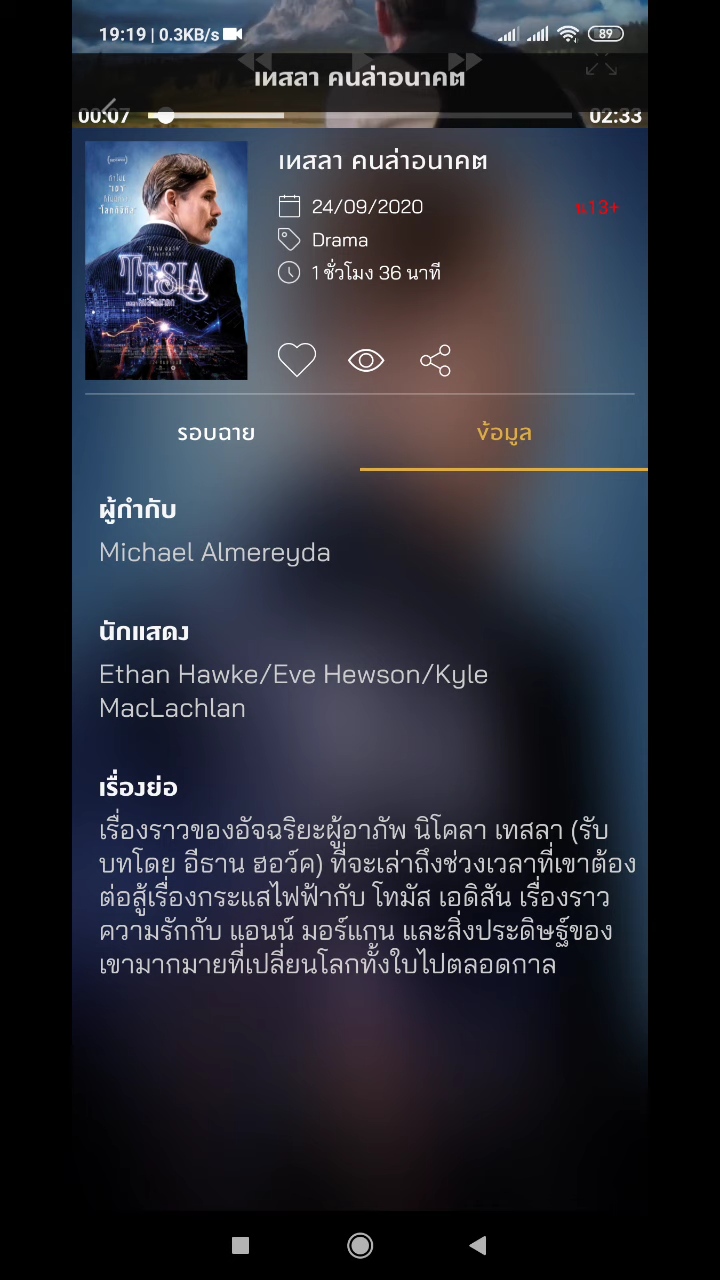 19:19 | 0.3KB/s
89
เทสลา คนล่าอนาคต
00:07
02:33
TESLA
เทสลา คนล่าอนาคต
24/09/2020
น13+
Drama
1 ชั่วโมง 36 นาที
รอบฉาย
ข้อมูล
ผู้กำกับ
Michael Almereyda
นักแสดง
Ethan Hawke/Eve Hewson/Kyle
MacLachlan
เรื่องย่อ
เรื่องราวของอัจฉริยะผู้อาภัพ นิโคลา เทสลา (รับ
บทโดย อีธาน ฮอว์ค) ที่จะเล่าถึงช่วงเวลาที่เขาต้อง
ต่อสู้เรื่องกระแสไฟฟ้ากับ โทมัส เอดิสัน เรื่องราว
ความรักกับ แอนน์ มอร์แกน และสิ่งประดิษฐ์ของ
เขามากมายที่เปลี่ยนโลกทั้งใบไปตลอดกาล